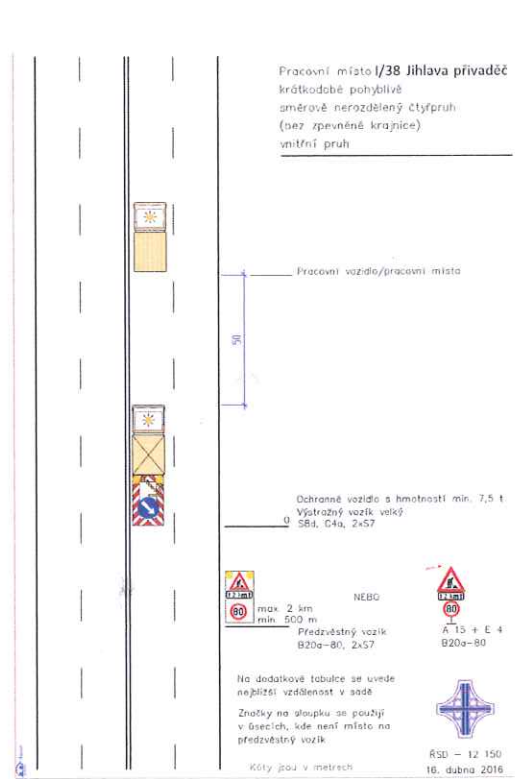 Pracovní místo I/38 Jihlava přivaděč
krátkodobé pohyblivé
směrově nerozdělený čtyřpruh
(bez zpevněné krajnice)
vnitřní pruh
Pracovní vozidlo/pracovní místo
50
Ochranné vozidlo s hmotností min. 7,5 t
Výstražný vozík velký
0 S8d, C4a, 2xS7
80
max. 2 km
min. 500 m
NEBO
80
Předzvěstný vozík
B20a-80, 2xS7
A 15 + E 4
B20a-80
Na dodatkové tabulce se uvede
nejbližší vzdálenost v sadě
Značky na sloupku se použijí
v úsecích, kde není místo na
předzvěstný vozík
Kóty jsou v metrech
ŘSD - 12 150
16. dubna 2016